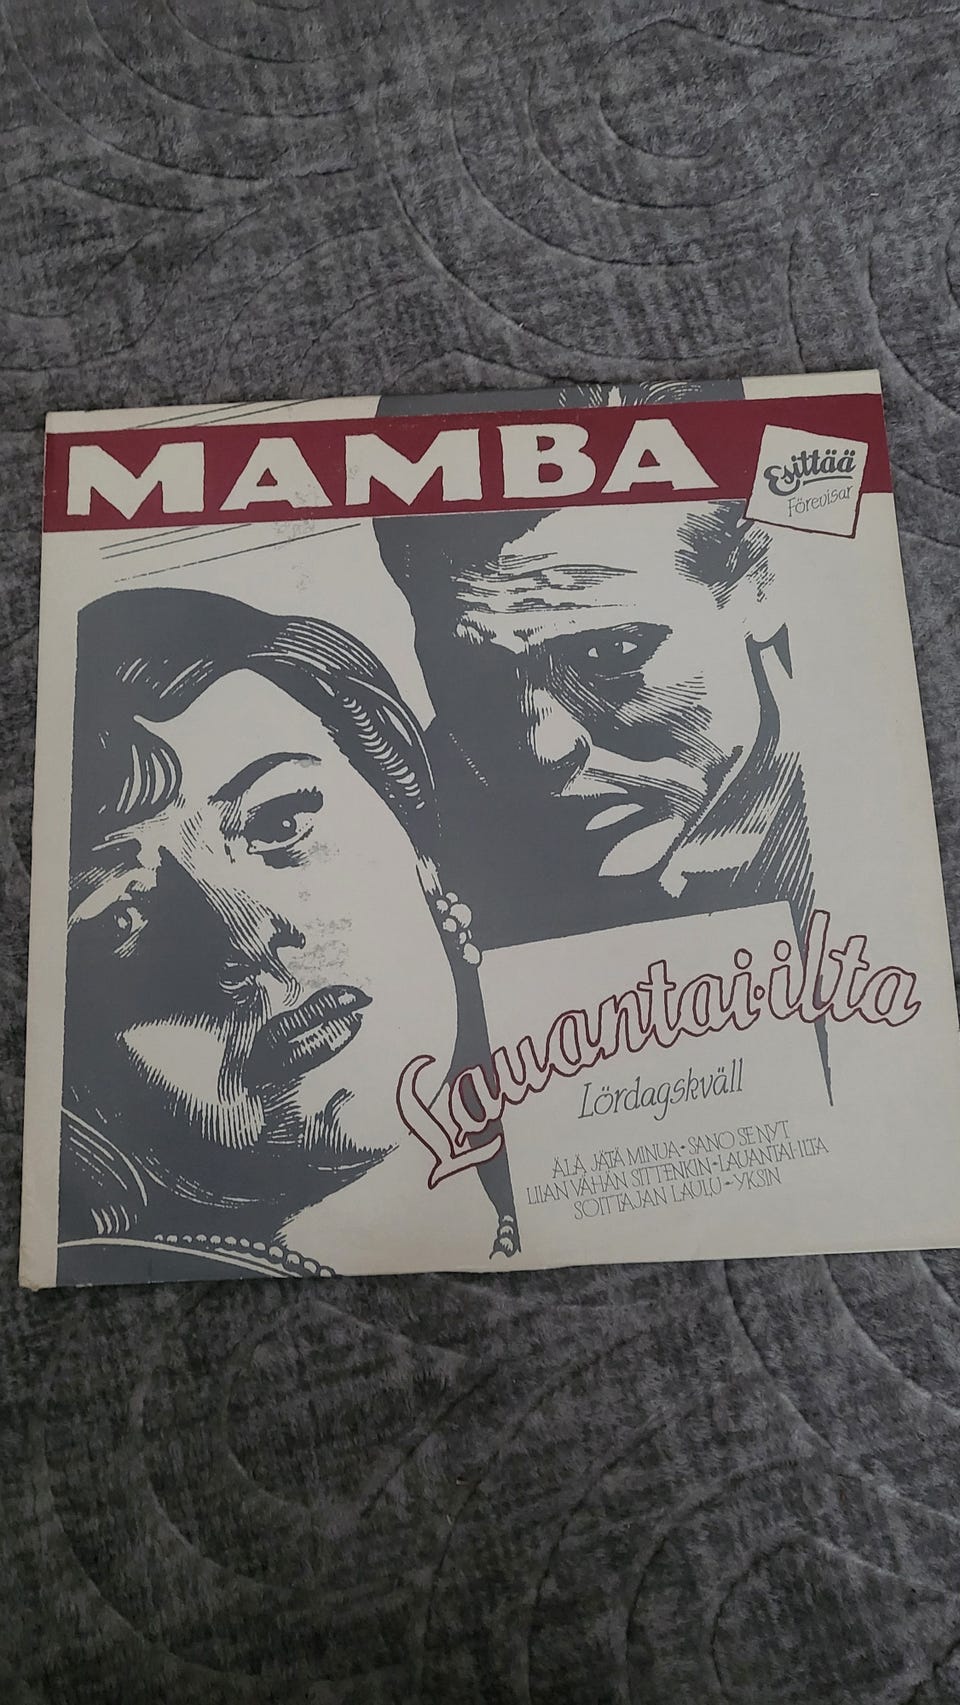 MAMBA
Esittää
Förevisar
Lauantai-ilta
Lördagskväll
ÄLÄ JÄTÄ MINUA • SANO SE NYT
LIIAN VÄHÄN SITTENKIN • LAUANTAI-ILTA
SOITTAJAN LAULU • YKSIN